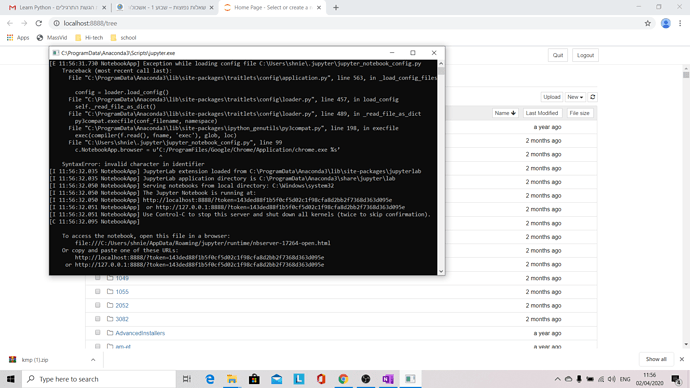 Learn Python -
Home Page - Select or create a n
localhost:8888/tree
Apps
MassVid
Hi-tech
school
C:\ProgramData\Anaconda3\Scripts\jupyter.exe
Quit
Logout
[E 11:56:31.730 NotebookApp] Exception while loading config file C:\Users\shnie\.jupyter\jupyter_notebook_config.py
Traceback (most recent call last):
File "C:\ProgramData\Anaconda3\lib\site-packages\traitlets\config\application.py", line 563, in _load_config_files
config = loader.load_config()
File "C:\ProgramData\Anaconda3\lib\site-packages\traitlets\config\loader.py", line 457, in load_config
self._read_file_as_dict()
File "C:\ProgramData\Anaconda3\lib\site-packages\traitlets\config\loader.py", line 489, in _read_file_as_dict
py3compat.execfile(conf_filename, namespace)
File "C:\ProgramData\Anaconda3\lib\site-packages\ipython_genutils\py3compat.py", line 198, in execfile
exec(compiler(f.read(), fname, 'exec'), glob, loc)
File "C:\Users\shnie\.jupyter\jupyter_notebook_config.py", line 99
c.NotebookApp.browser = u'C:/ProgramFiles/Google/Chrome/Application/chrome.exe %s'
^
SyntaxError: invalid character in identifier
[I 11:56:32.035 NotebookApp] JupyterLab extension loaded from C:\ProgramData\Anaconda3\lib\site-packages\jupyterlab
[I 11:56:32.035 NotebookApp] JupyterLab application directory is C:\ProgramData\Anaconda3\share\jupyter\lab
[I 11:56:32.050 NotebookApp] Serving notebooks from local directory: C:\Windows\system32
[I 11:56:32.050 NotebookApp] The Jupyter Notebook is running at:
[I 11:56:32.050 NotebookApp] http://localhost:8888/?token=143ded88f1b5f0cf5d02c1f98cfa8d2bb2f7368d363d095e
[I 11:56:32.051 NotebookApp] or http://127.0.0.1:8888/?token=143ded88f1b5f0cf5d02c1f98cfa8d2bb2f7368d363d095e
[I 11:56:32.051 NotebookApp] Use Control-C to stop this server and shut down all kernels (twice to skip confirmation).
[C 11:56:32.095 NotebookApp]
To access the notebook, open this file in a browser:
file:///C:/Users/shnie/AppData/Roaming/jupyter/runtime/nbserver-17264-open.html
Or copy and paste one of these URLs:
http://localhost:8888/?token=143ded88f1b5f0cf5d02c1f98cfa8d2bb2f7368d363d095e
or http://127.0.0.1:8888/?token=143ded88f1b5f0cf5d02c1f98cfa8d2bb2f7368d363d095e
Upload
New
Name
Last Modified
File size
a year ago
2 months ago
2 months ago
2 months ago
2 months ago
2 months ago
2 months ago
2 months ago
2 months ago
2 months ago
2 months ago
1049
2 months ago
1055
2 months ago
2052
2 months ago
3082
2 months ago
AdvancedInstallers
a year ago
am-et
a year ago
kmp (1).zip
Show all
Type here to search
ENG
11:56
02/04/2020